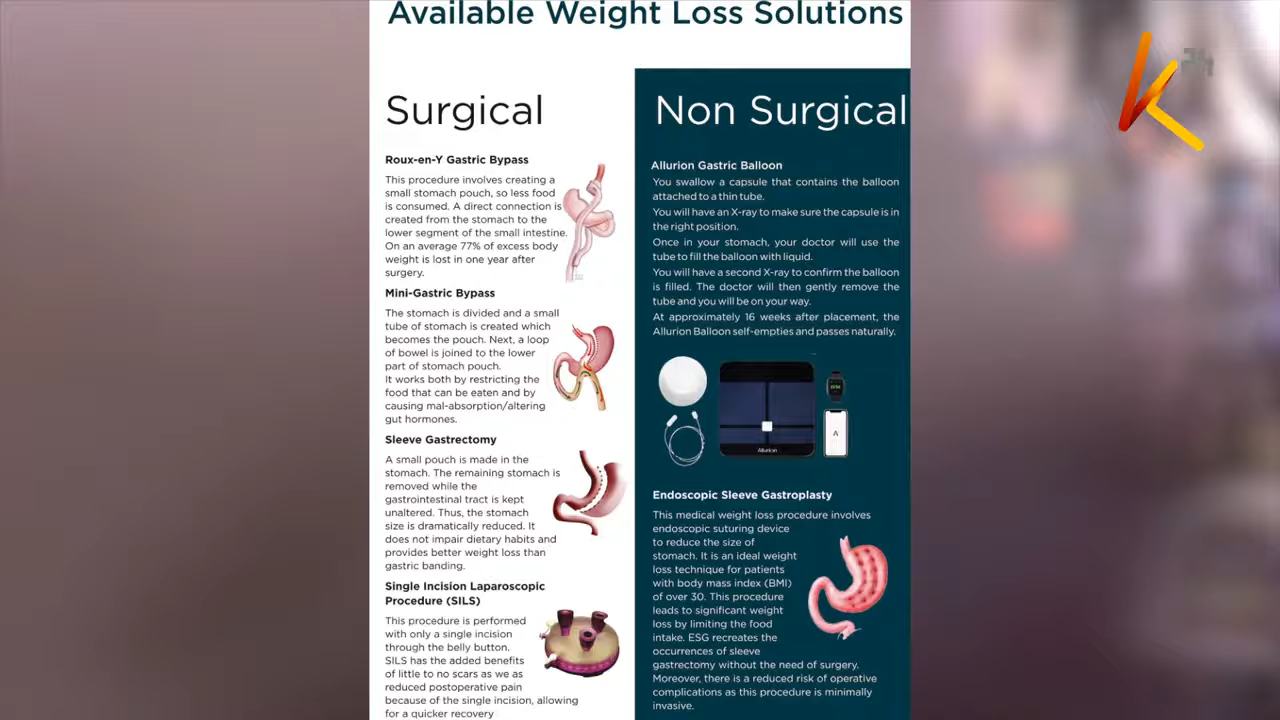 Available Weight Loss Solutions
Surgical
Roux-en-Y Gastric Bypass
This procedure involves creating a
small stomach pouch, so less food
is consumed. A direct connection is
created from the stomach to the
lower segment of the small intestine.
On an average 77% of excess body
weight is lost in one year after
surgery.
Mini-Gastric Bypass
The stomach is divided and a small
tube of stomach is created which
becomes the pouch. Next, a loop
of bowel is joined to the lower
part of stomach pouch.
It works both by restricting the
food that can be eaten and by
causing mal-absorption/altering
gut hormones.
Sleeve Gastrectomy
A small pouch is made in the
stomach. The remaining stomach is
removed while the
gastrointestinal tract is kept
unaltered. Thus, the stomach
size is dramatically reduced. It
does not impair dietary habits and
provides better weight loss than
gastric banding.
Single Incision Laparoscopic
Procedure (SILS)
This procedure is performed
with only a single incision
through the belly button.
SILS has the added benefits
of little to no scars as we as
reduced postoperative pain
because of the single incision, allowing
for a quicker recovery
Non Surgical
Allurion Gastric Balloon
You swallow a capsule that contains the balloon
attached to a thin tube.
You will have an X-ray to make sure the capsule is in
the right position.
Once in your stomach, your doctor will use the
tube to fill the balloon with liquid.
You will have a second X-ray to confirm the balloon
is filled. The doctor will then gently remove the
tube and you will be on your way.
At approximately 16 weeks after placement, the
Allurion Balloon self-empties and passes naturally.
Allurion
A
Endoscopic Sleeve Gastroplasty
This medical weight loss procedure involves
endoscopic suturing device
to reduce the size of
stomach. It is an ideal weight
loss technique for patients
with body mass index (BMI)
of over 30. This procedure
leads to significant weight
loss by limiting the food
intake. ESG recreates the
occurrences of sleeve
gastrectomy without the need of surgery.
Moreover, there is a reduced risk of operative
complications as this procedure is minimally
invasive.
K